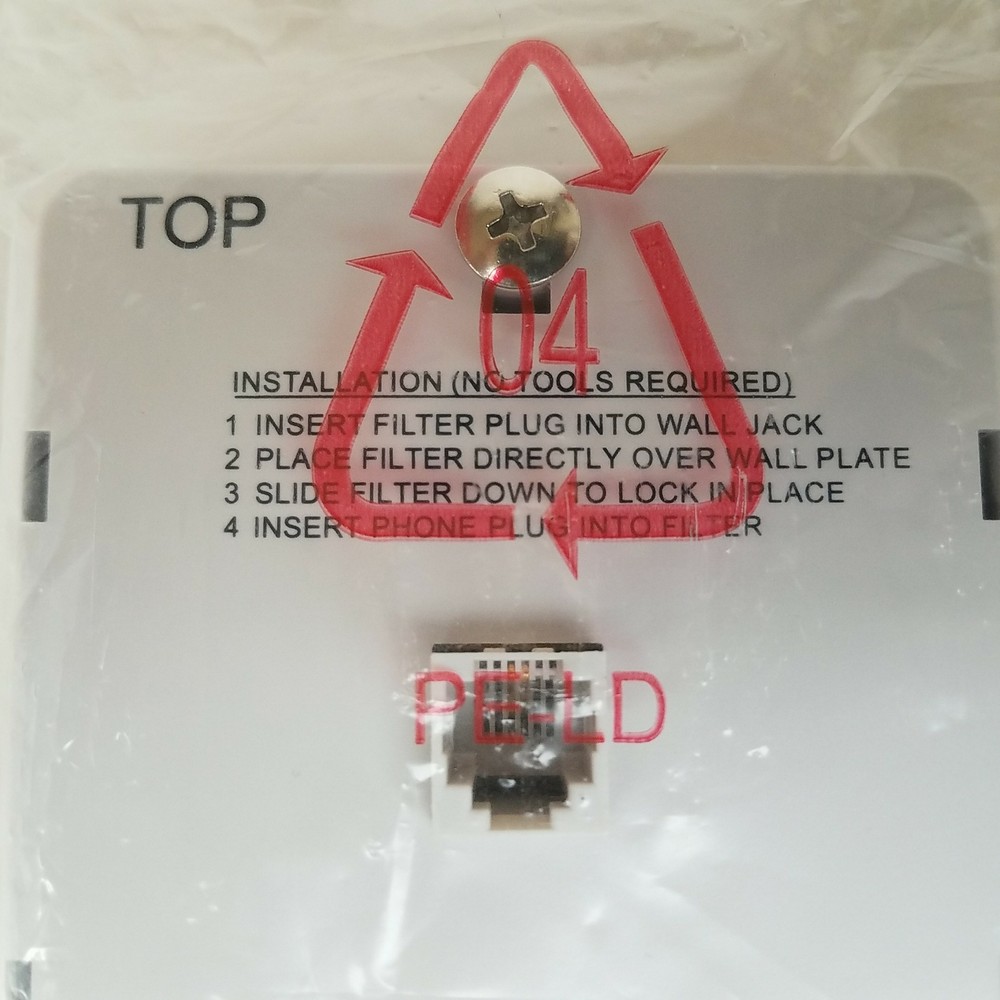 TOP
04
INSTALLATION (NO TOOLS REQUIRED)
1 INSERT FILTER PLUG INTO WALL JACK
2 PLACE FILTER DIRECTLY OVER WALL PLATE
3 SLIDE FILTER DOWN TO LOCK IN PLACE
4 INSERT PHONE PLUG INTO FILTER
PE-LD